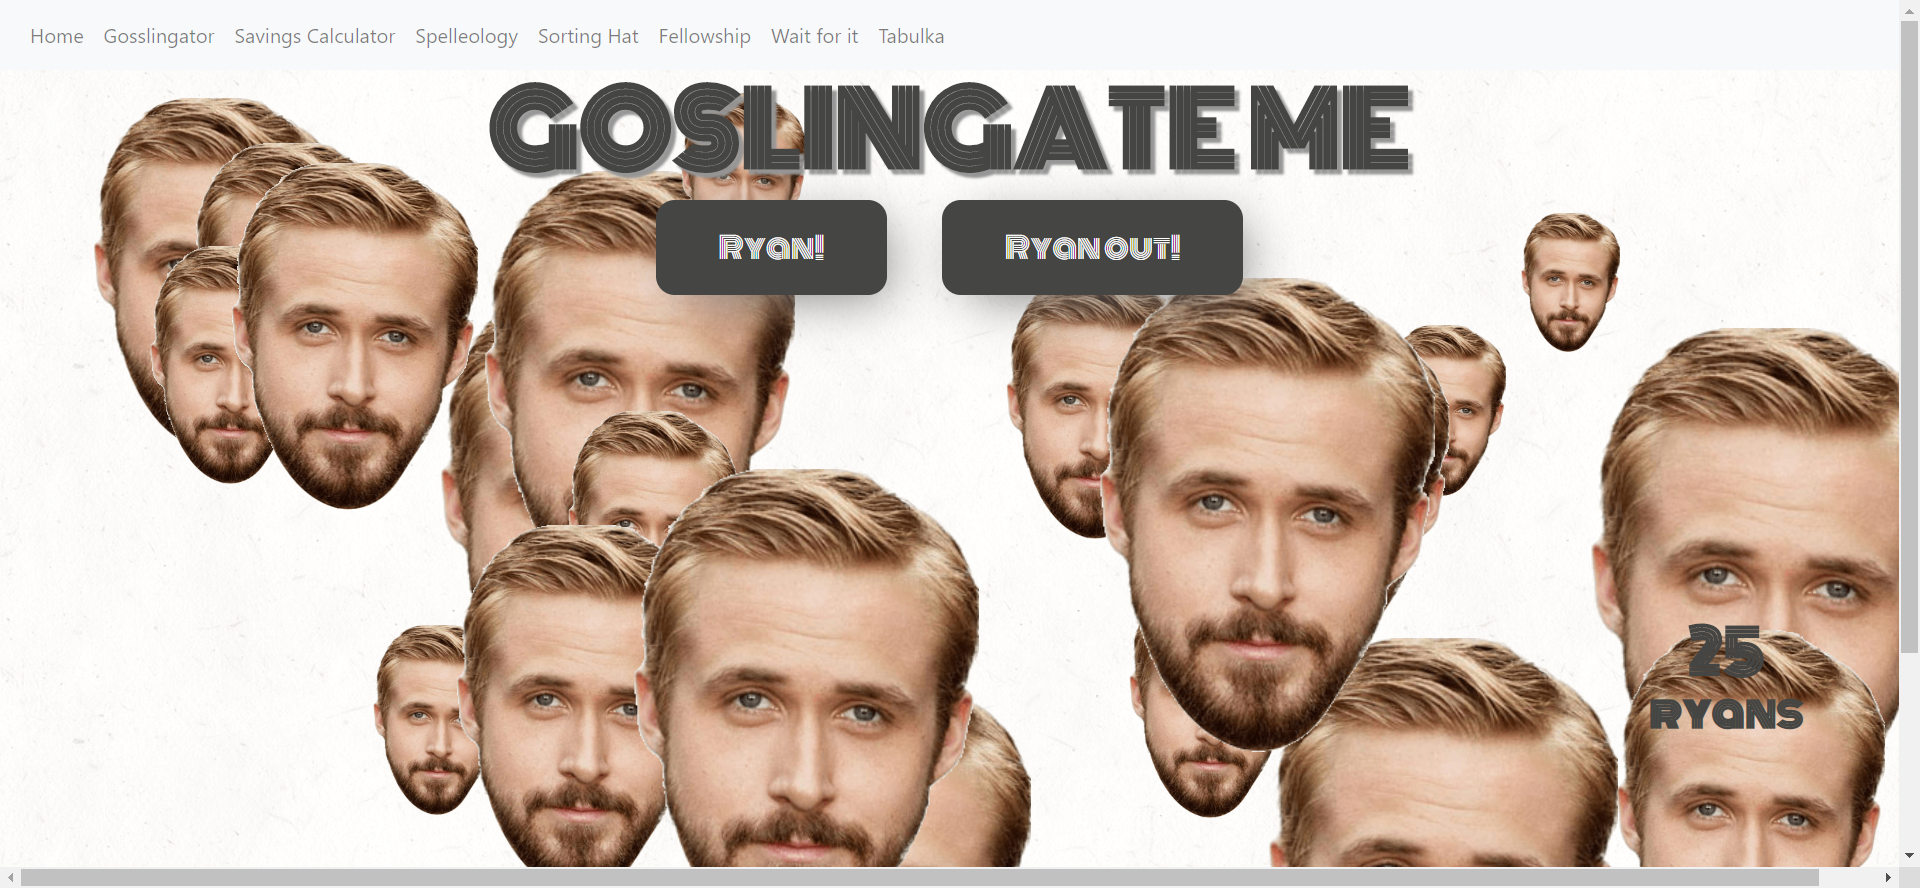 Home Gosslingator Savings Calculator Spelleology Sorting Hat Fellowship Wait for it Tabulka
GOSLINGATE ME
Ryan! Ryan out!
25
RYANS